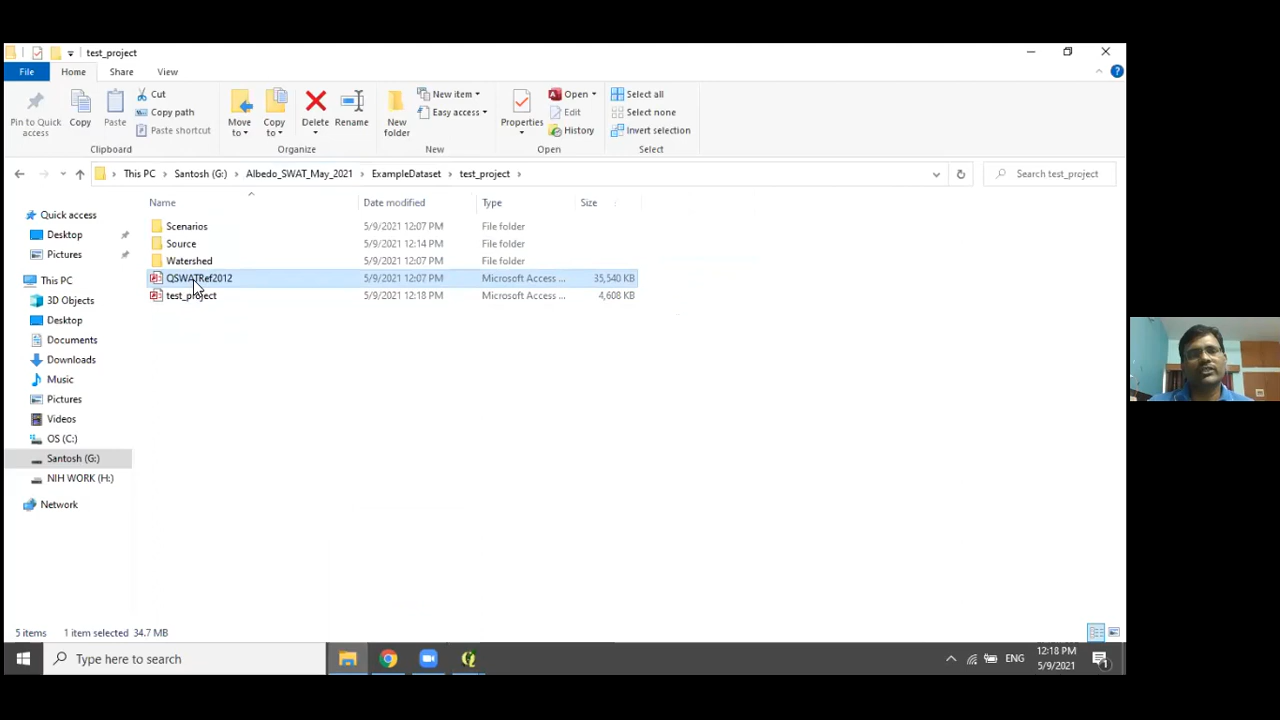 test_project
File Home Share View
Pin to Quick access
Copy
Paste
Cut
Copy path
Paste shortcut
Clipboard
Move to
Copy to
Delete
Rename
Organize
New folder
New item
Easy access
New
Properties
Open
Edit
History
Open
Select all
Select none
Invert selection
Select
This PC > Santosh (G:) > Albedo_SWAT_May_2021 > ExampleDataset > test_project >
Search test_project
Name Date modified Type Size
Scenarios 5/9/2021 12:07 PM File folder
Source 5/9/2021 12:14 PM File folder
Watershed 5/9/2021 12:07 PM File folder
QSWATRef2012 5/9/2021 12:07 PM Microsoft Access ... 35,540 KB
test_project 5/9/2021 12:18 PM Microsoft Access ... 4,608 KB
Quick access
Desktop
Pictures
This PC
3D Objects
Desktop
Documents
Downloads
Music
Pictures
Videos
OS (C:)
Santosh (G:)
NIH WORK (H:)
Network
5 items 1 item selected 34.7 MB
Type here to search
ENG
12:18 PM
5/9/2021
1